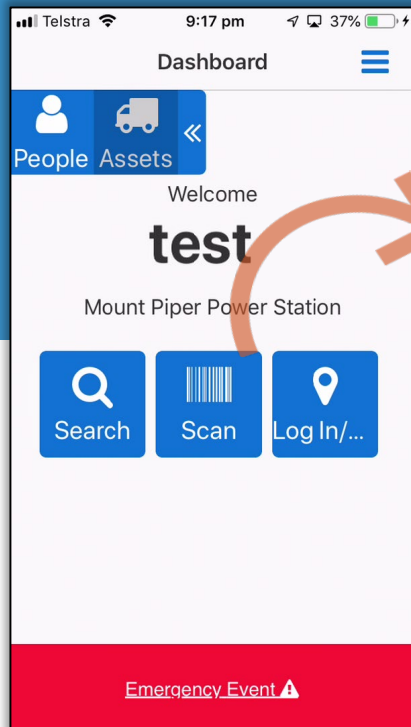 Telstra 9:17 pm 37%
Dashboard
People Assets
Welcome
test
Mount Piper Power Station
Search Scan Log In/...
Emergency Event